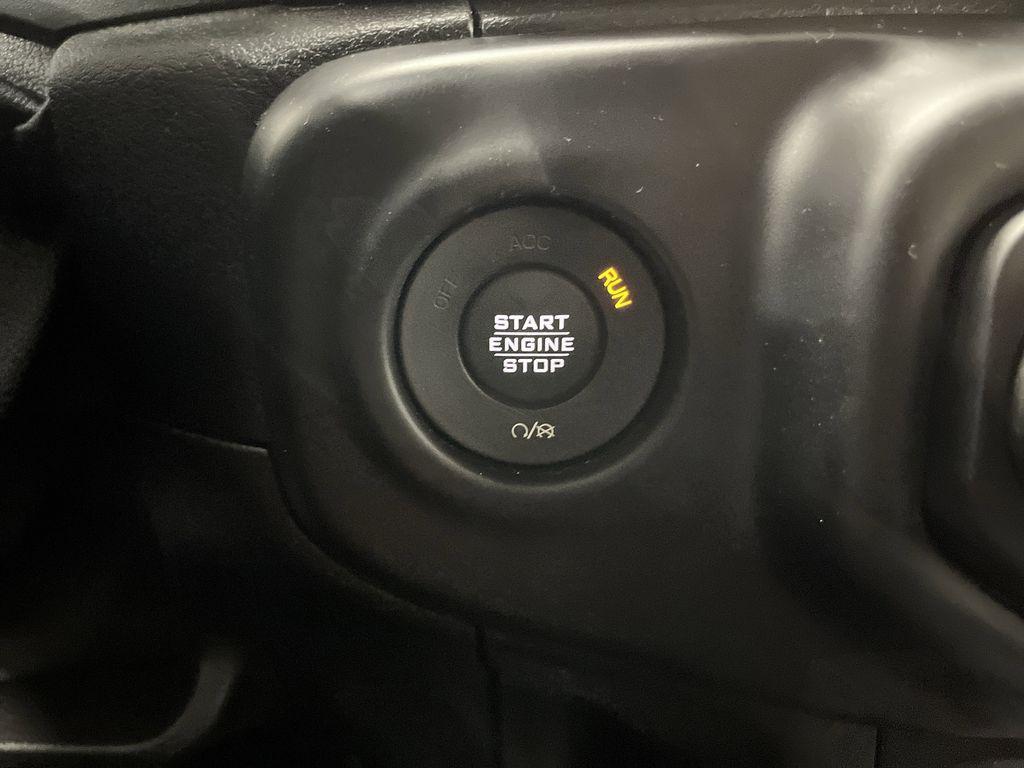 ACC
OFF
RUN
START
ENGINE
STOP